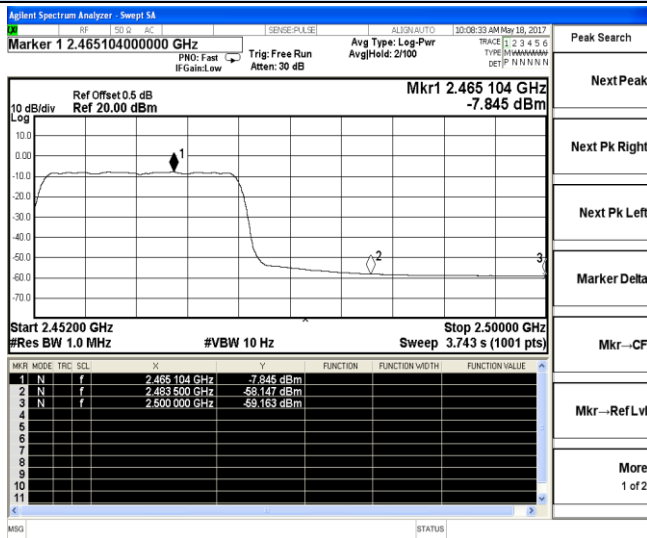 Agilent Spectrum Analyzer - Swept SA
RF 50 Ω AC SENSE:PULSE ALIGN AUTO 10:08:33 AM May 18, 2017
Marker 1 2.465104000000 GHz
PNO: Fast
IFGain:Low
Trig: Free Run
Atten: 30 dB
Avg Type: Log-Pwr
Avg|Hold: 2/100
TRACE 1 2 3 4 5 6
TYPE M
DET P N N N N N
Peak Search
Next Peak
Next Pk Right
Next Pk Left
Marker Delta
Mkr→CF
Mkr→Ref Lvl
More
1 of 2
Mkr1 2.465 104 GHz
-7.845 dBm
Ref Offset 0.5 dB
10 dB/div Ref 20.00 dBm
Log
10.0
0.00
-10.0
-20.0
-30.0
-40.0
-50.0
-60.0
-70.0
1
2
3
Start 2.45200 GHz Stop 2.50000 GHz
#Res BW 1.0 MHz #VBW 10 Hz Sweep 3.743 s (1001 pts)
MKR MODE TRC SCL X Y FUNCTION FUNCTION WIDTH FUNCTION VALUE
1 N f 2.465 104 GHz -7.845 dBm
2 N f 2.483 500 GHz -58.147 dBm
3 N f 2.500 000 GHz -59.163 dBm
4
5
6
7
8
9
10
11
MSG STATUS